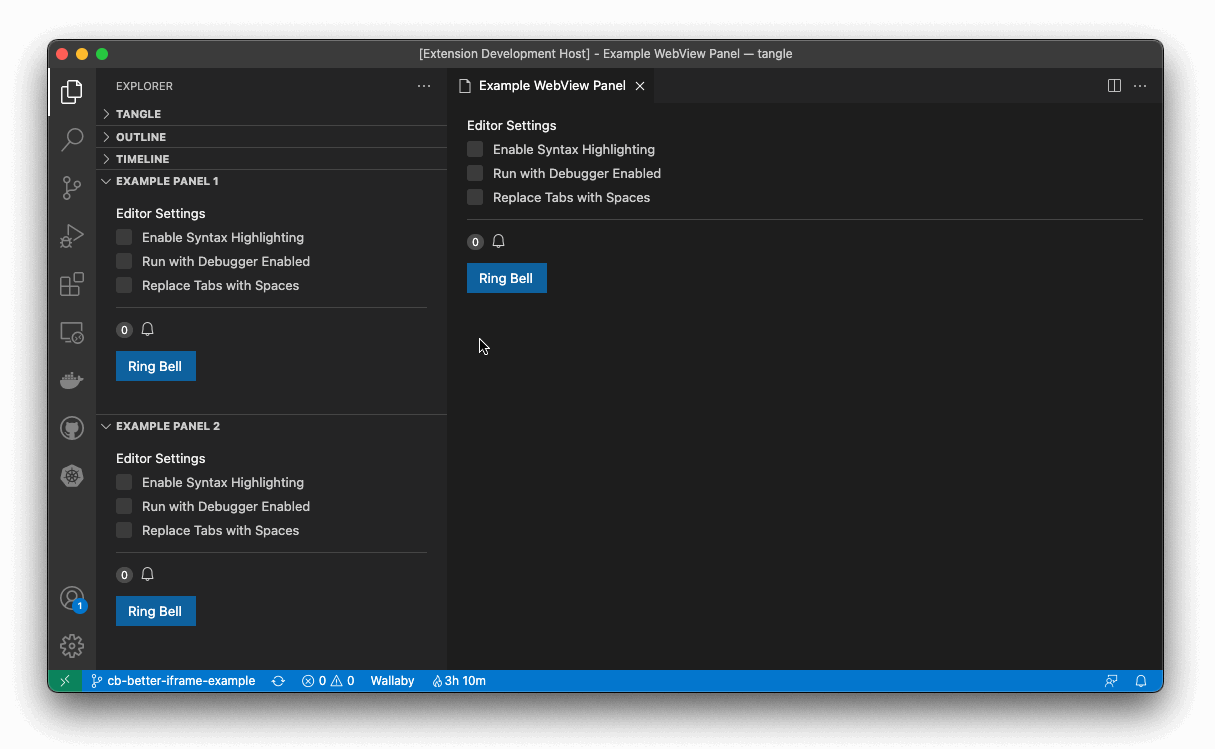 [Extension Development Host] - Example WebView Panel — tangle
EXPLORER
TANGLE
OUTLINE
TIMELINE
EXAMPLE PANEL 1
Editor Settings
Enable Syntax Highlighting
Run with Debugger Enabled
Replace Tabs with Spaces
0
Ring Bell
EXAMPLE PANEL 2
Editor Settings
Enable Syntax Highlighting
Run with Debugger Enabled
Replace Tabs with Spaces
0
Ring Bell
Example WebView Panel
Editor Settings
Enable Syntax Highlighting
Run with Debugger Enabled
Replace Tabs with Spaces
0
Ring Bell
1
cb-better-iframe-example 0 0 Wallaby 3h 10m